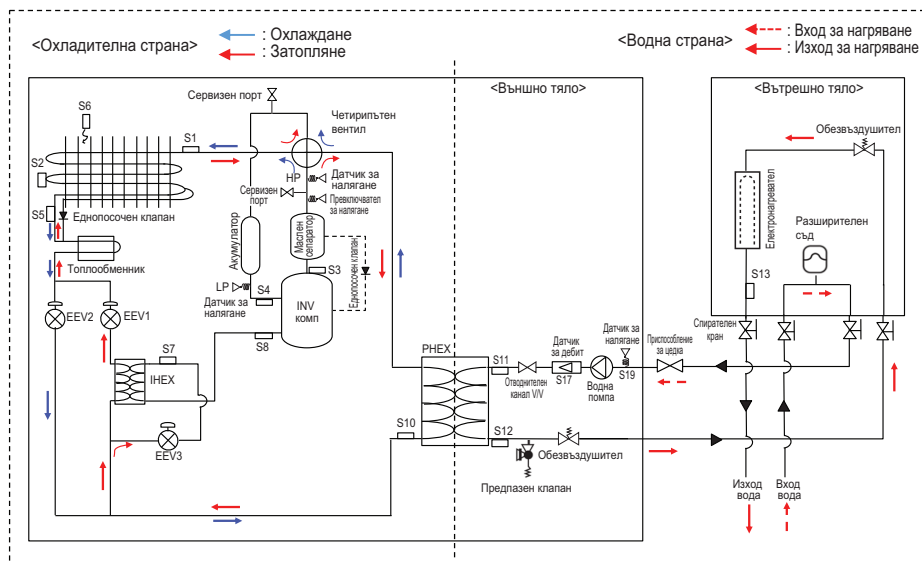 <Охладителна страна>
: Охлаждане
: Затопляне
<Водна страна>
: Вход за нагряване
: Изход за нагряване
<Външно тяло>
<Вътрешно тяло>
Сервизен порт
Четирипътен
вентил
S6
S1
S2
S5
Еднопосочен клапан
Топлообменник
HP
Датчик за
налягане
Сервизен
порт
Превключвател
за налягане
Акумулатор
Маслен
сепаратор
Еднопосочен клапан
S3
LP
Датчик за
налягане
S4
INV
комп
S8
EEV2
EEV1
S7
IHEX
EEV3
PHEX
S10
S11
S12
Отводнителен
канал V/V
Датчик
за дебит
S17
Водна
помпа
Датчик за
налягане
S19
Приспособление
за цедка
Обезвъздушител
Предпазен клапан
Обезвъздушител
Електронагревател
Разширителен
съд
S13
Спирателен
кран
Изход
вода
Вход
вода